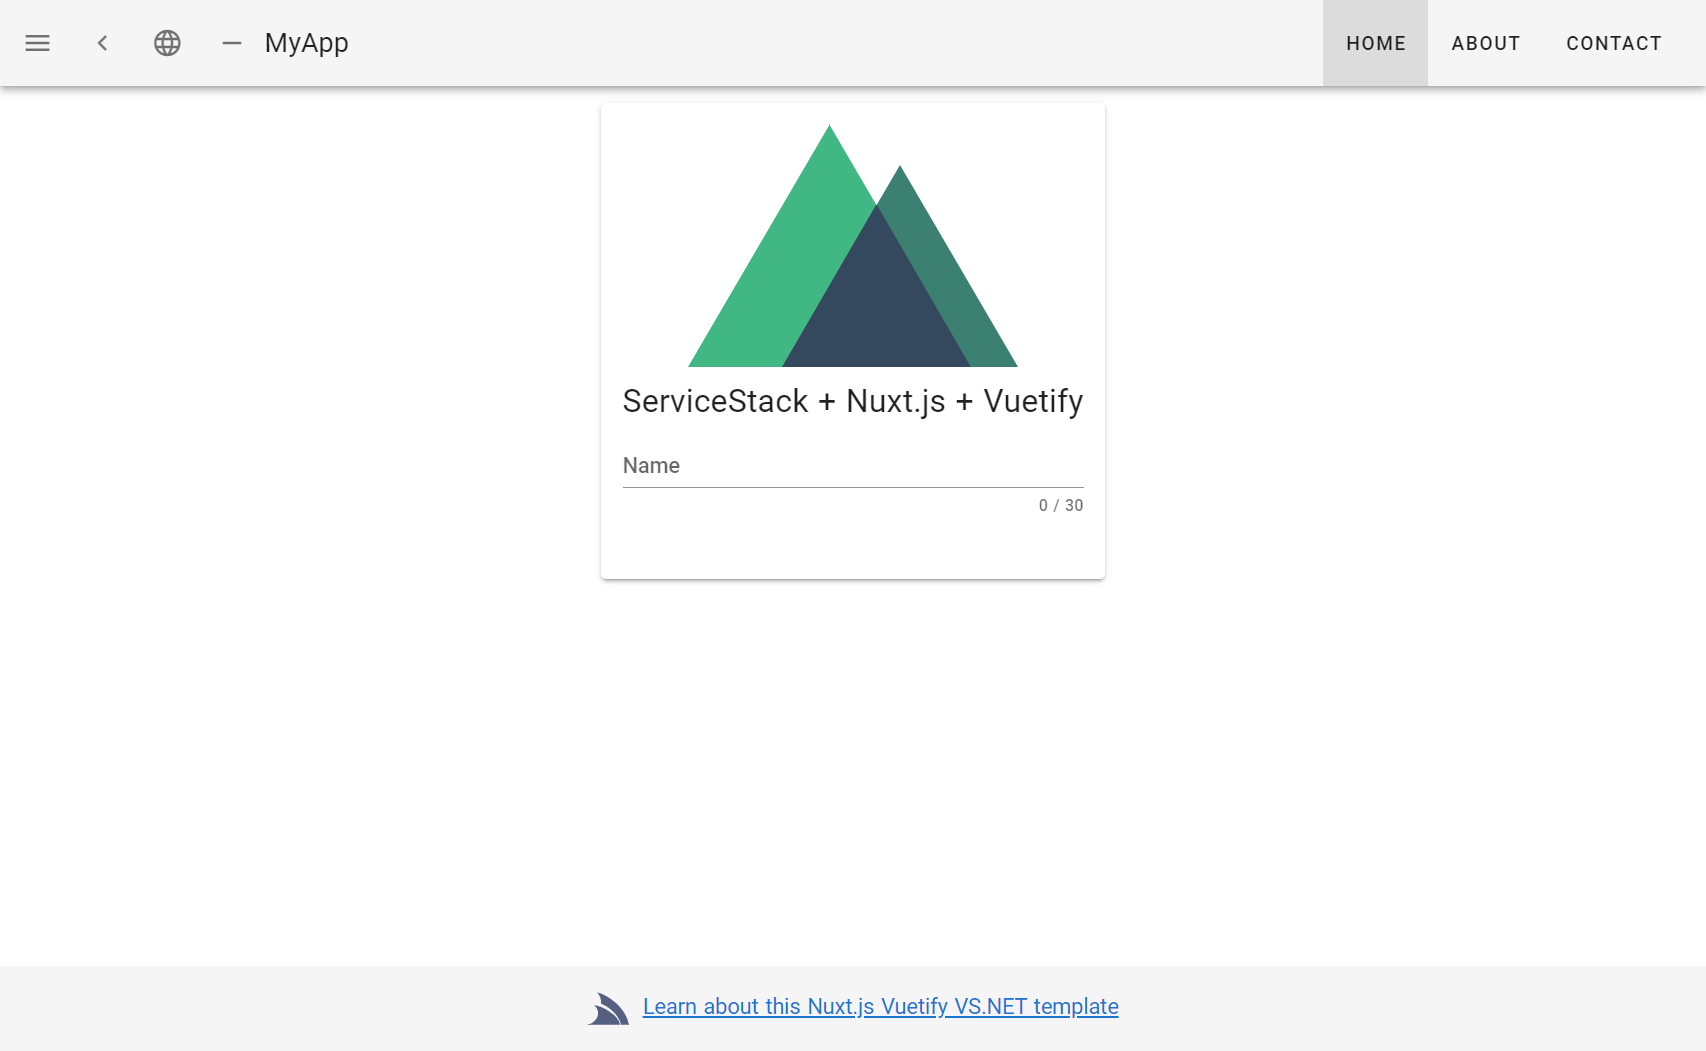 MyApp
HOME
ABOUT
CONTACT
ServiceStack + Nuxt.js + Vuetify
Name
0 / 30
Learn about this Nuxt.js Vuetify VS.NET template